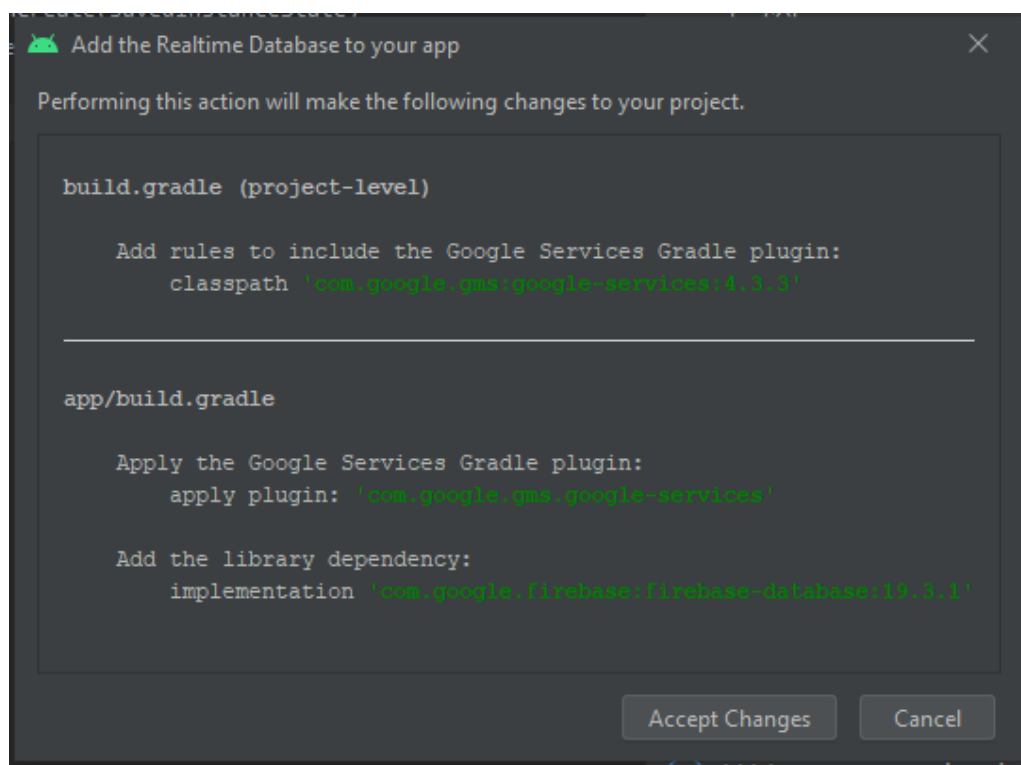 Add the Realtime Database to your app
Performing this action will make the following changes to your project.
build.gradle (project-level)
Add rules to include the Google Services Gradle plugin:
classpath 'com.google.gms:google-services:4.3.3'
app/build.gradle
Apply the Google Services Gradle plugin:
apply plugin: 'com.google.gms.google-services'
Add the library dependency:
implementation 'com.google.firebase:firebase-database:19.3.1'
Accept Changes
Cancel